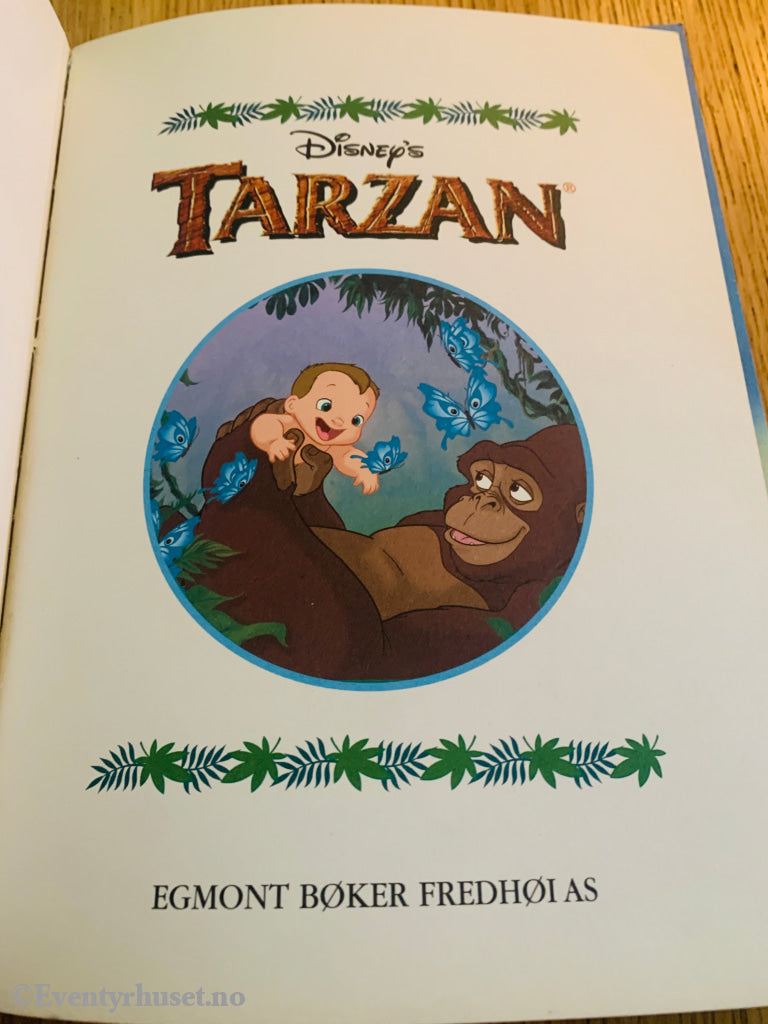 Disney's
TARZAN®
EGMONT BØKER FREDHØI AS
©Eventyrhuset.no